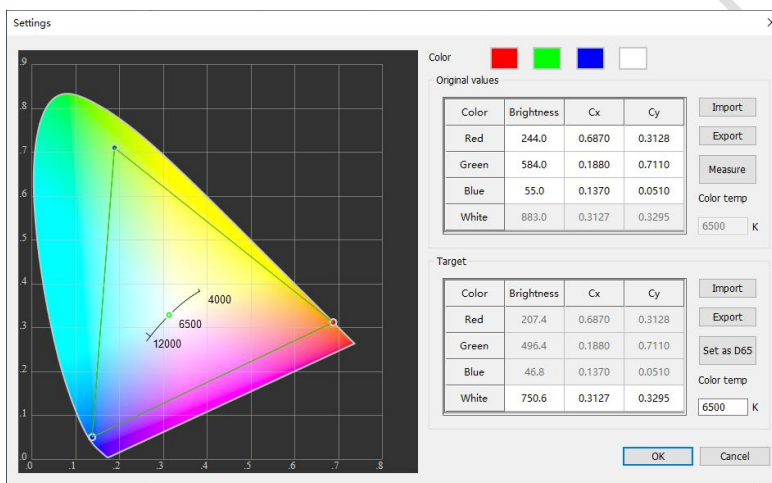 Settings
Color
Original values
Color Brightness Cx Cy
Red 244.0 0.6870 0.3128
Green 584.0 0.1880 0.7110
Blue 55.0 0.1370 0.0510
White 883.0 0.3127 0.3295
Import
Export
Measure
Color temp
6500 K
Target
Color Brightness Cx Cy
Red 207.4 0.6870 0.3128
Green 496.4 0.1880 0.7110
Blue 46.8 0.1370 0.0510
White 750.6 0.3127 0.3295
Import
Export
Set as D65
Color temp
6500 K
OK Cancel
.9
.8
.7
.6
.5
.4
.3
.2
.1
.0
.0 .1 .2 .3 .4 .5 .6 .7 .8
4000
6500
12000